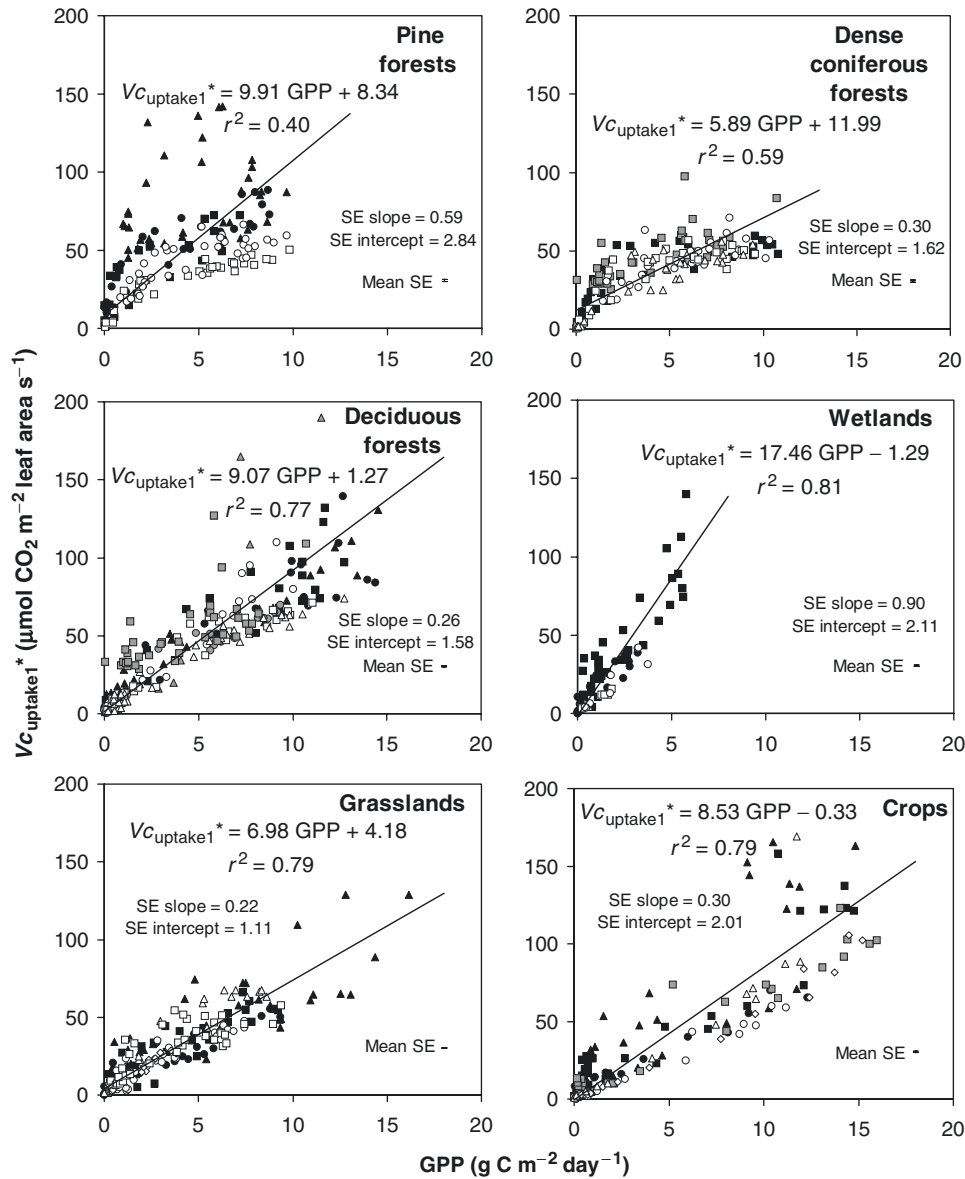 Vc_uptake1* (µmol CO₂ m⁻² leaf area s⁻¹)
200
150
100
50
0
0 5 10 15 20
Pine
forests
Vc_uptake1* = 9.91 GPP + 8.34
r² = 0.40
SE slope = 0.59
SE intercept = 2.84
Mean SE
200
150
100
50
0
0 5 10 15 20
Dense
coniferous
forests
Vc_uptake1* = 5.89 GPP + 11.99
r² = 0.59
SE slope = 0.30
SE intercept = 1.62
Mean SE
200
150
100
50
0
0 5 10 15 20
Deciduous
forests
Vc_uptake1* = 9.07 GPP + 1.27
r² = 0.77
SE slope = 0.26
SE intercept = 1.58
Mean SE
200
150
100
50
0
0 5 10 15 20
Wetlands
Vc_uptake1* = 17.46 GPP − 1.29
r² = 0.81
SE slope = 0.90
SE intercept = 2.11
Mean SE
200
150
100
50
0
0 5 10 15 20
Grasslands
Vc_uptake1* = 6.98 GPP + 4.18
r² = 0.79
SE slope = 0.22
SE intercept = 1.11
Mean SE
200
150
100
50
0
0 5 10 15 20
Crops
Vc_uptake1* = 8.53 GPP − 0.33
r² = 0.79
SE slope = 0.30
SE intercept = 2.01
Mean SE
GPP (g C m⁻² day⁻¹)